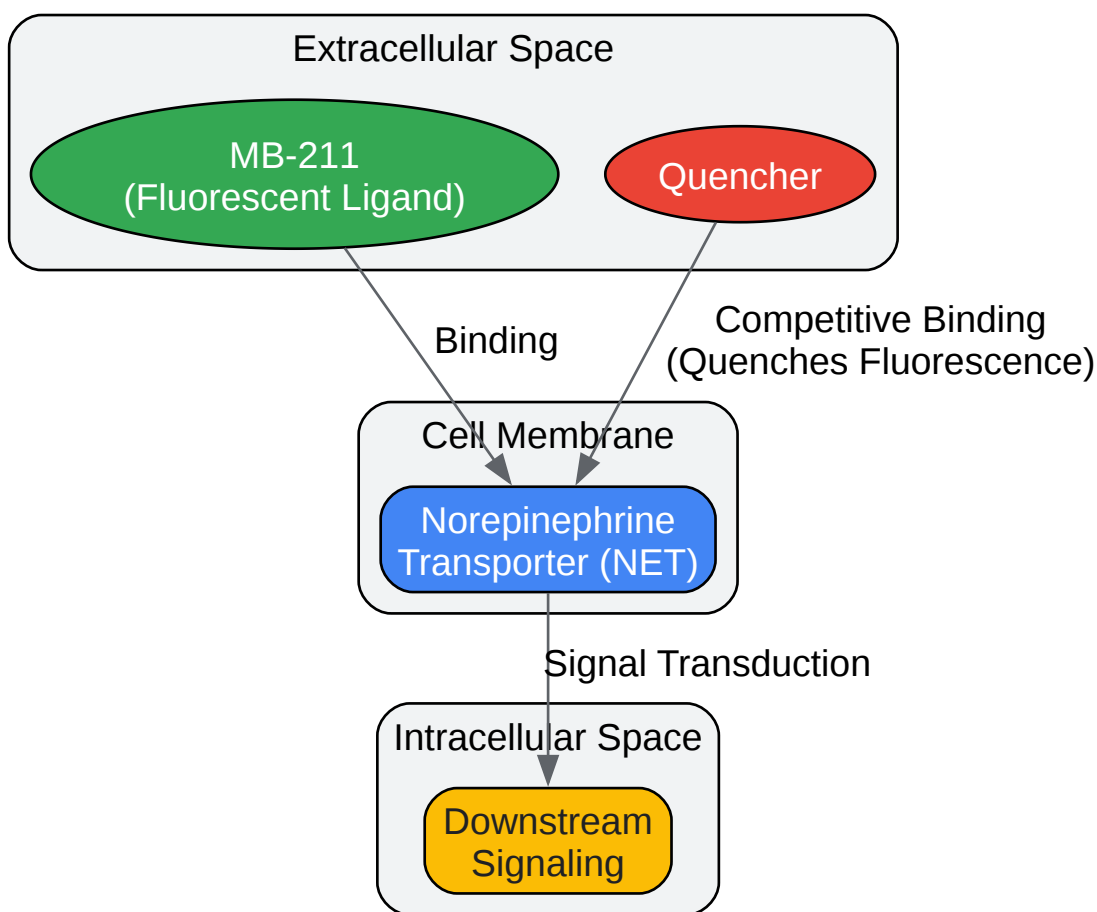 Extracellular Space
MB-211
(Fluorescent Ligand)
Quencher
Binding
Competitive Binding
(Quenches Fluorescence)
Cell Membrane
Norepinephrine
Transporter (NET)
Signal Transduction
Intracellular Space
Downstream
Signaling